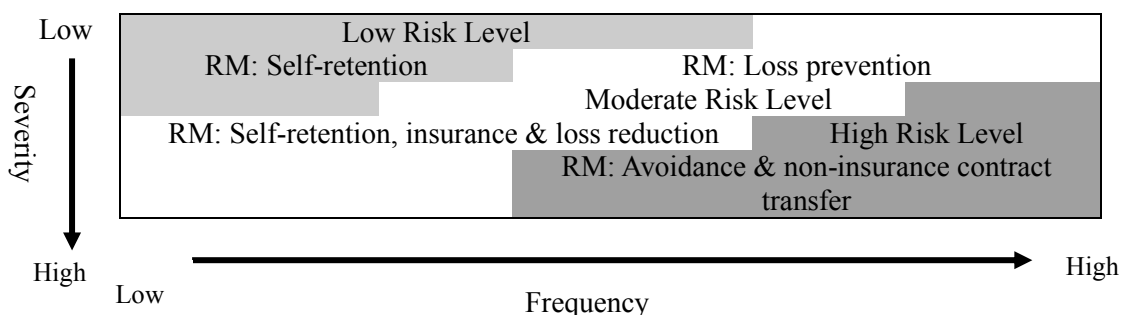 Low
Low Risk Level
RM: Self-retention
RM: Loss prevention
Moderate Risk Level
RM: Self-retention, insurance & loss reduction
High Risk Level
RM: Avoidance & non-insurance contract
transfer
Severity
High
Low
Frequency
High